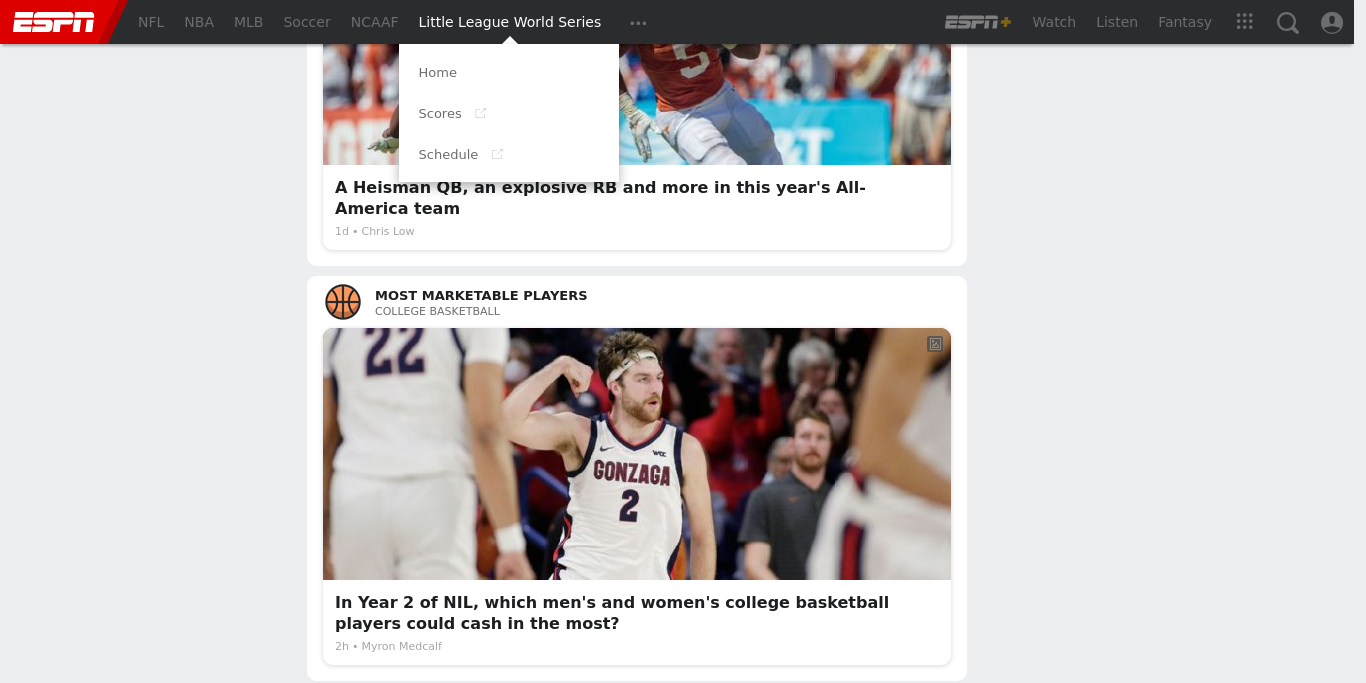 ESPN NFL NBA MLB Soccer NCAAF Little League World Series ••• ESPN+ Watch Listen Fantasy
Home
Scores
Schedule
5
A Heisman QB, an explosive RB and more in this year's All-
America team
1d • Chris Low
MOST MARKETABLE PLAYERS
COLLEGE BASKETBALL
22
WCC
GONZAGA
2
In Year 2 of NIL, which men's and women's college basketball
players could cash in the most?
2h • Myron Medcalf